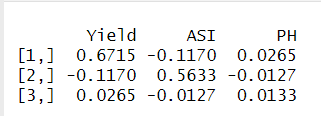 Yield ASI PH
[1,] 0.6715 -0.1170 0.0265
[2,] -0.1170 0.5633 -0.0127
[3,] 0.0265 -0.0127 0.0133